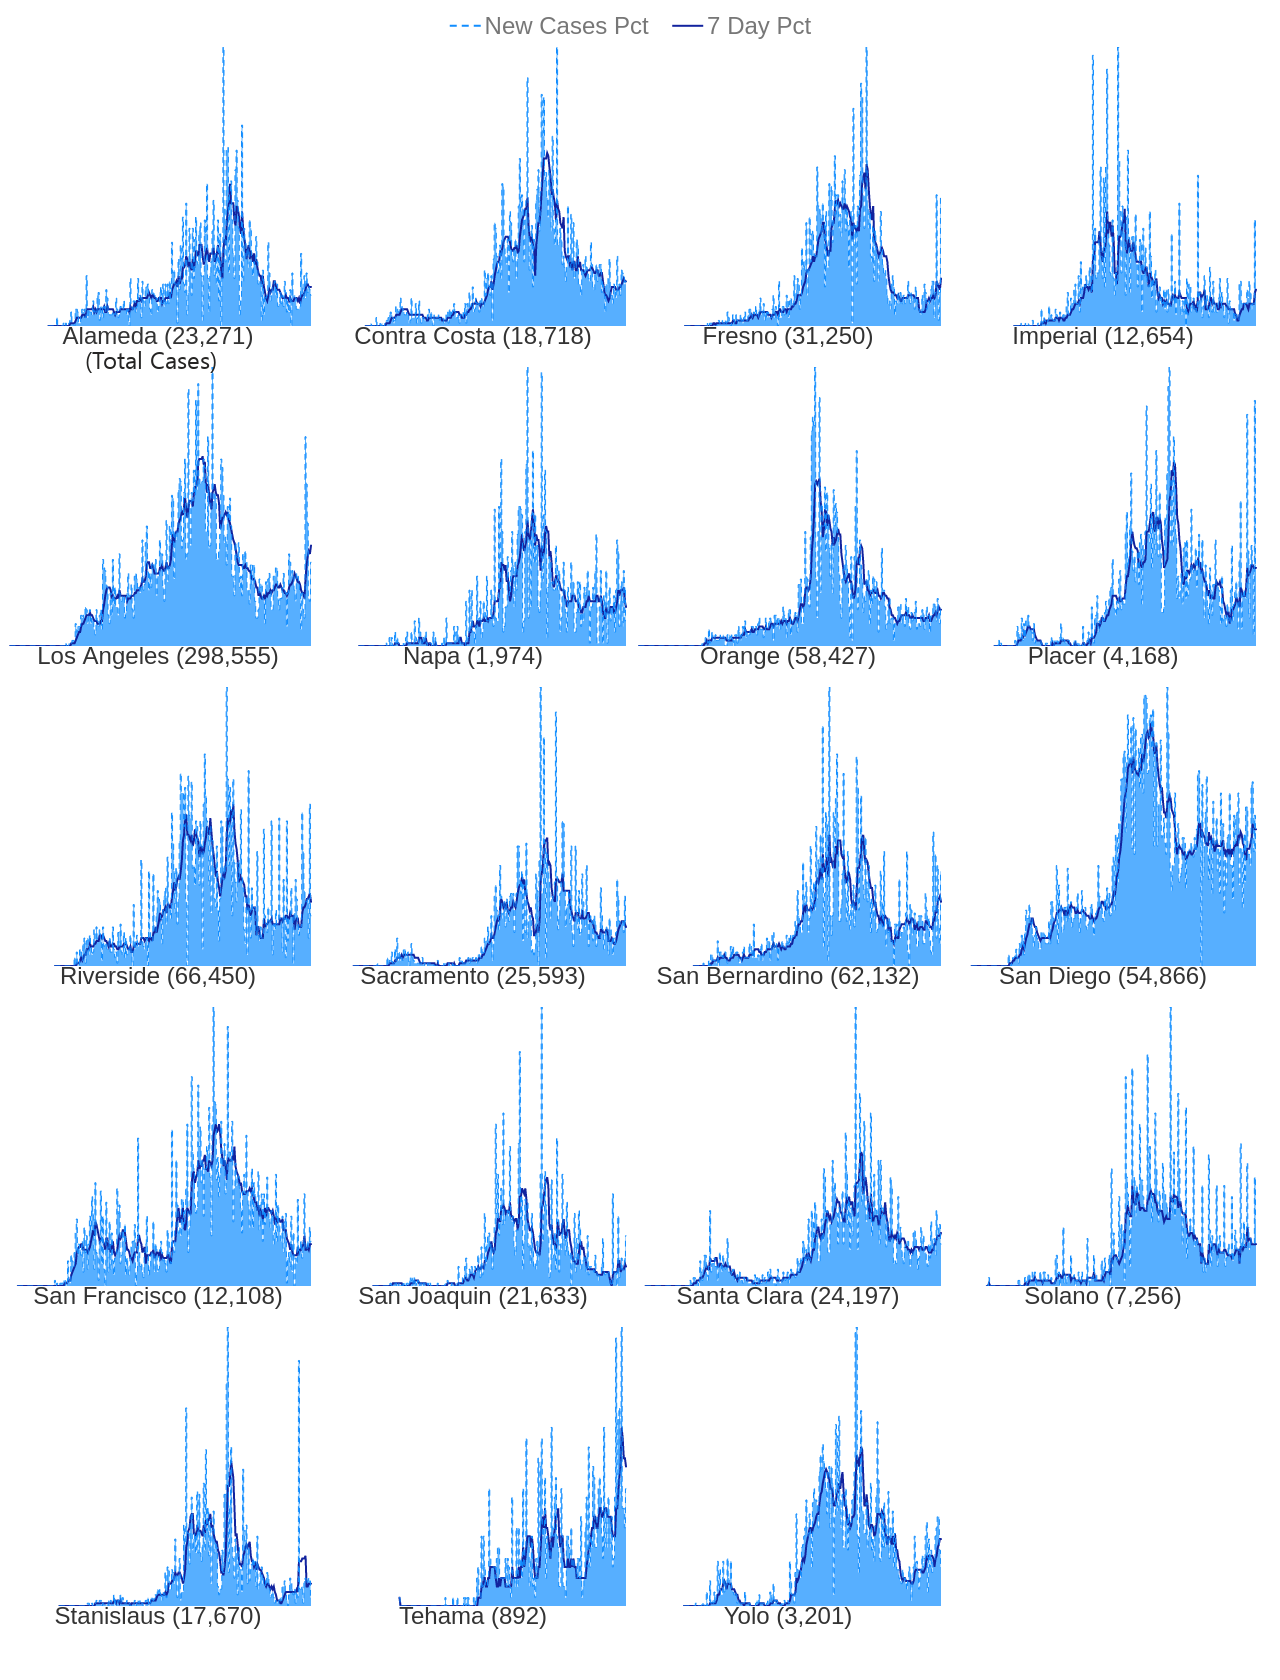 New Cases Pct 7 Day Pct
Alameda (23,271) Contra Costa (18,718) Fresno (31,250) Imperial (12,654)
(Total Cases)
Los Angeles (298,555) Napa (1,974) Orange (58,427) Placer (4,168)
Riverside (66,450) Sacramento (25,593) San Bernardino (62,132) San Diego (54,866)
San Francisco (12,108) San Joaquin (21,633) Santa Clara (24,197) Solano (7,256)
Stanislaus (17,670) Tehama (892) Yolo (3,201)